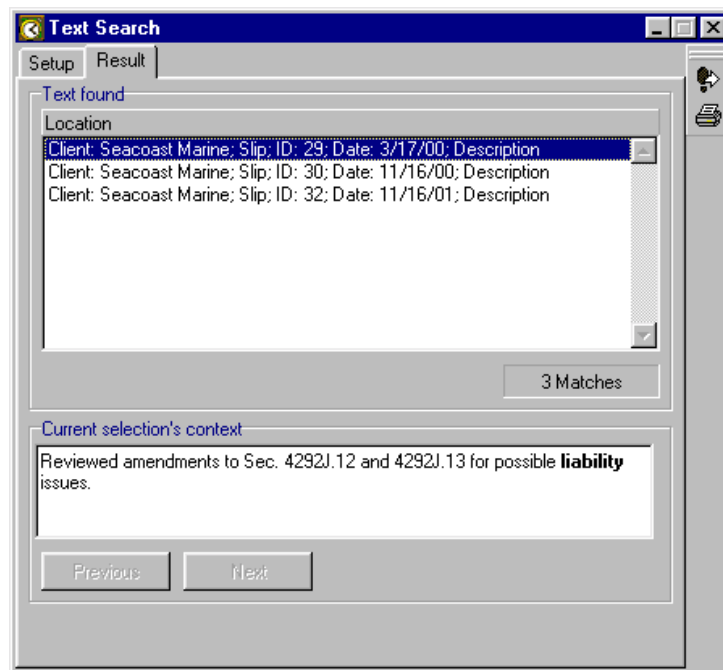 Text Search
Setup
Result
Text found
Location
Client: Seacoast Marine; Slip; ID: 29; Date: 3/17/00; Description
Client: Seacoast Marine; Slip; ID: 30; Date: 11/16/00; Description
Client: Seacoast Marine; Slip; ID: 32; Date: 11/16/01; Description
3 Matches
Current selection's context
Reviewed amendments to Sec. 4292J.12 and 4292J.13 for possible liability
issues.
Previous
Next